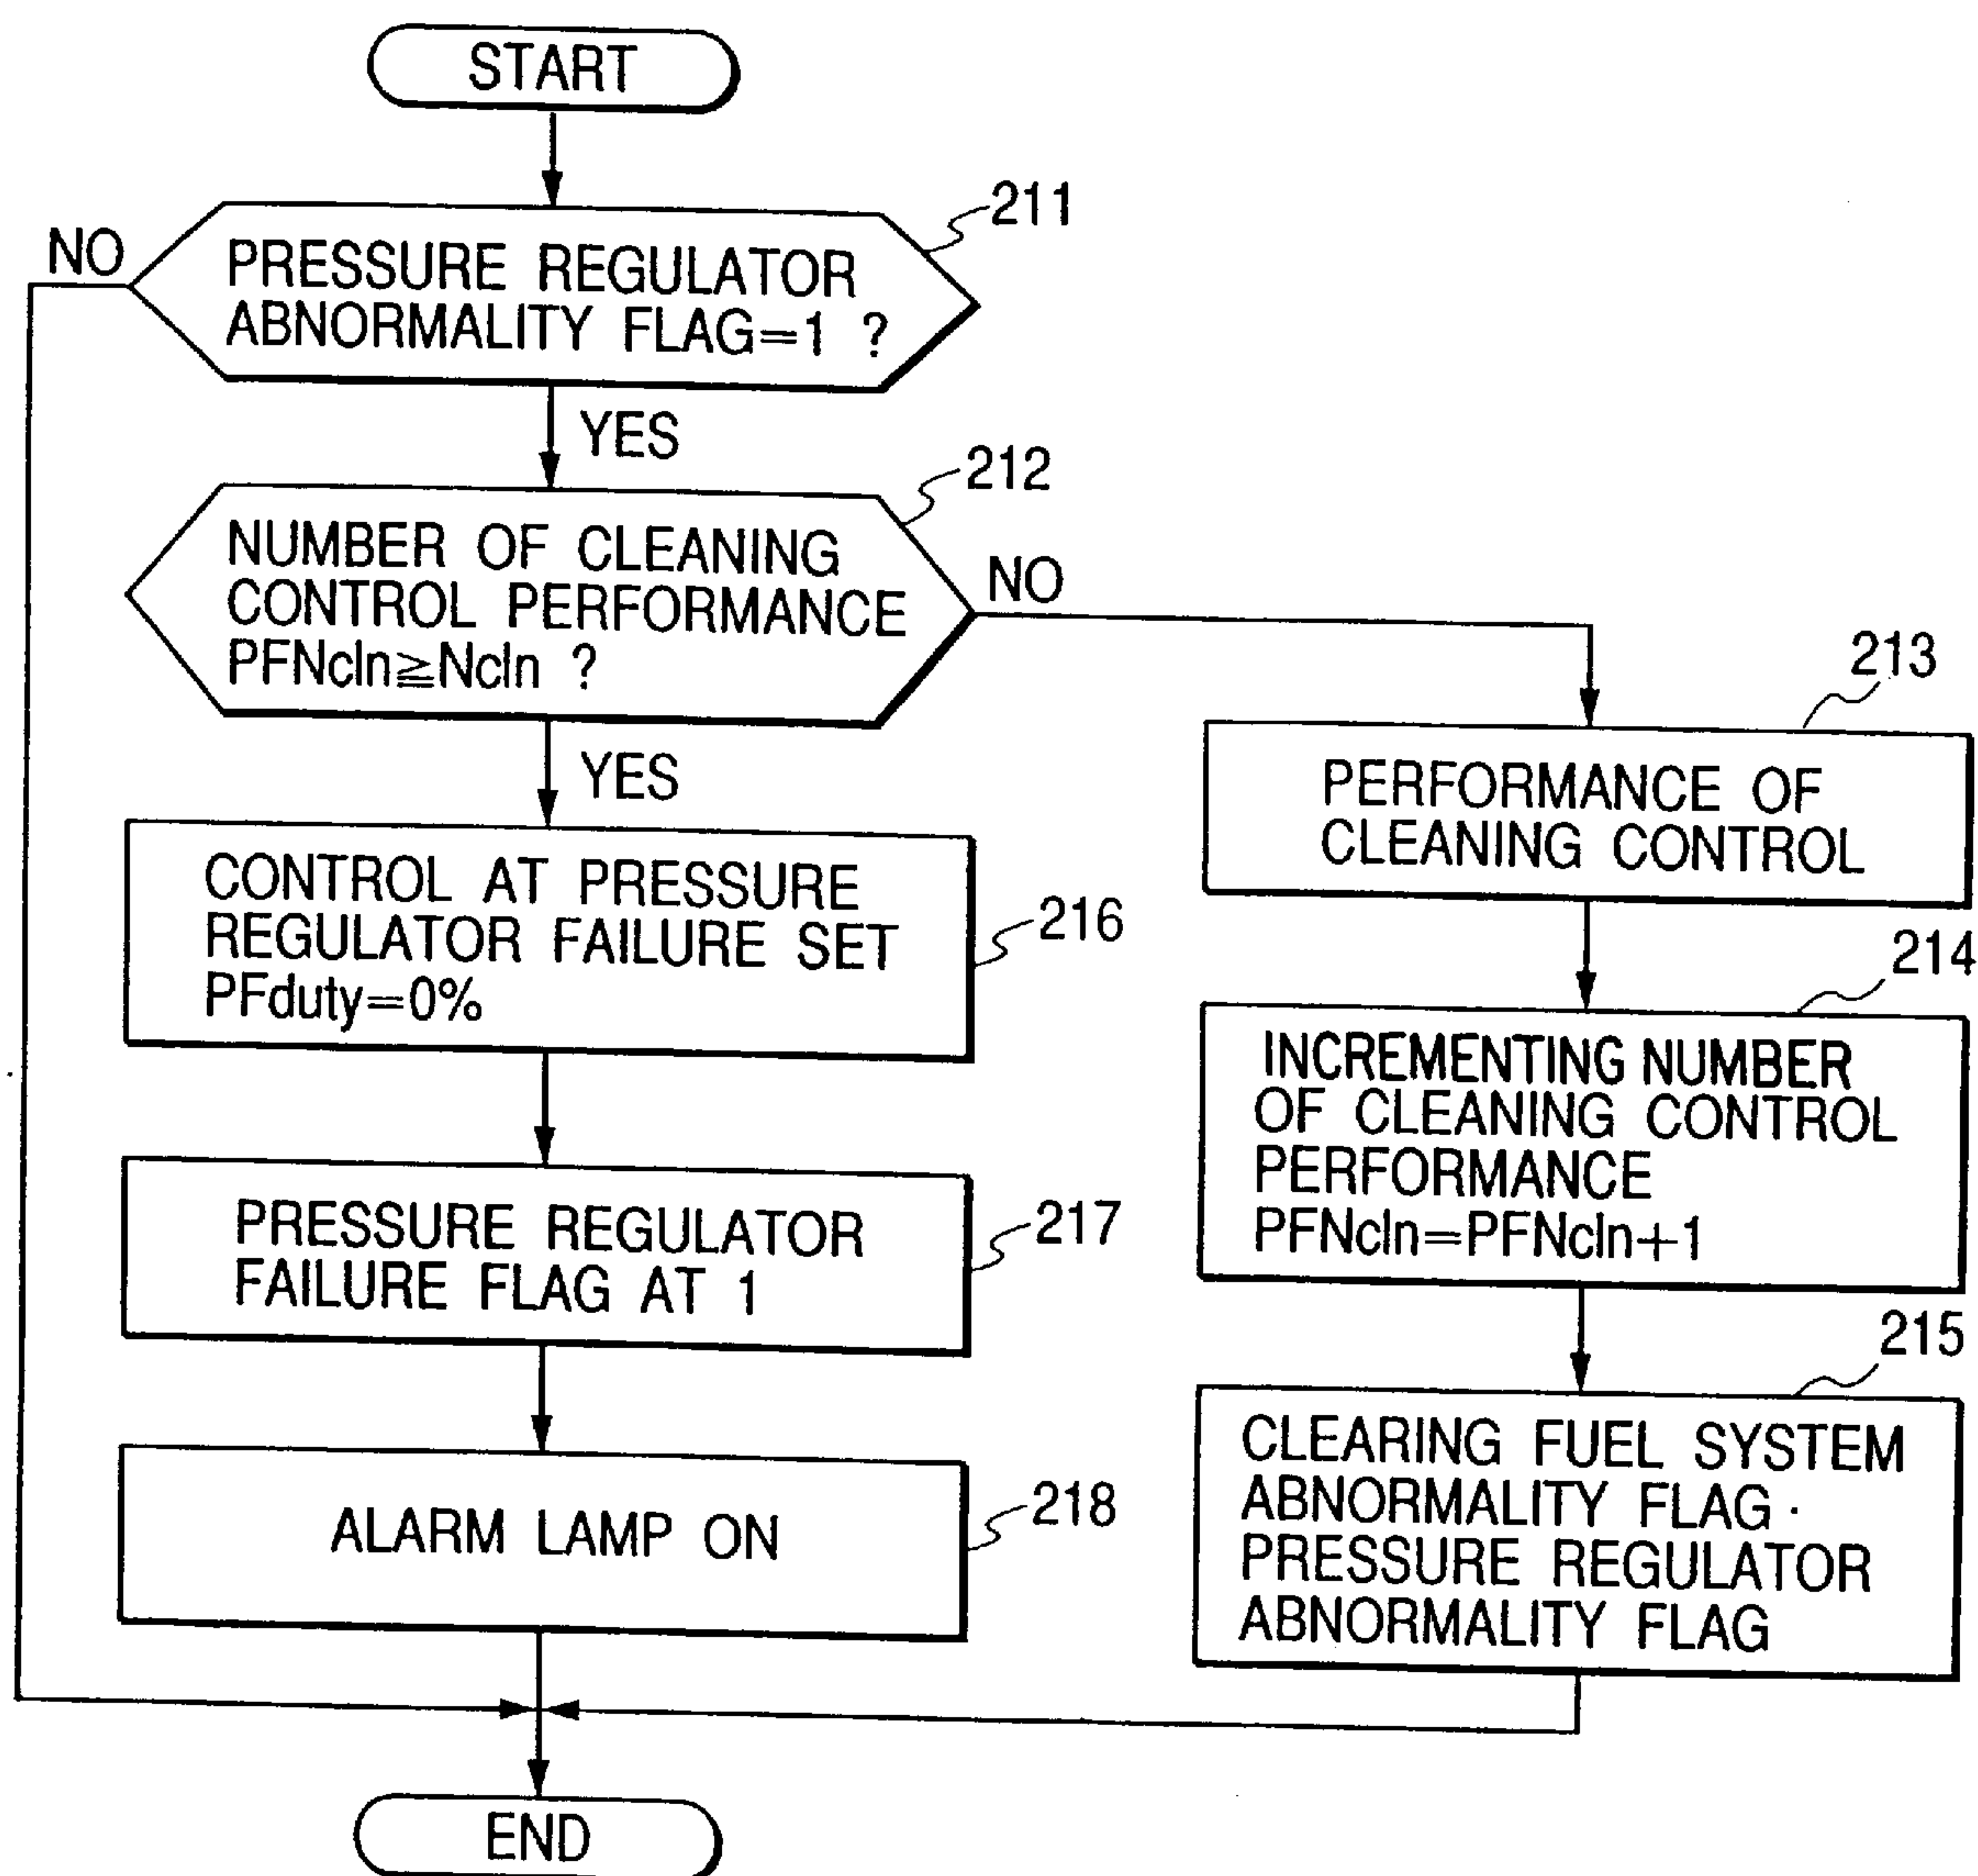 START
211
NO
PRESSURE REGULATOR
ABNORMALITY FLAG=1 ?
YES
212
NUMBER OF CLEANING
CONTROL PERFORMANCE
PFNcln≧Ncln ?
NO
YES
213
PERFORMANCE OF
CLEANING CONTROL
CONTROL AT PRESSURE
REGULATOR FAILURE SET
PFduty=0%
216
214
INCREMENTING NUMBER
OF CLEANING CONTROL
PERFORMANCE
PFNcln=PFNcln+1
PRESSURE REGULATOR
FAILURE FLAG AT 1
217
215
CLEARING FUEL SYSTEM
ABNORMALITY FLAG ·
PRESSURE REGULATOR
ABNORMALITY FLAG
ALARM LAMP ON
218
END